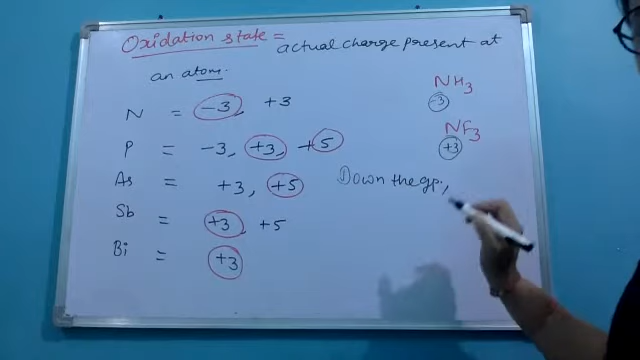 Oxidation state = actual charge present at
an atom.
N = -3, +3
P = -3, +3, +5
As = +3, +5
Sb = +3, +5
Bi = +3
NH3
-3
NF3
+3
Down the gp,